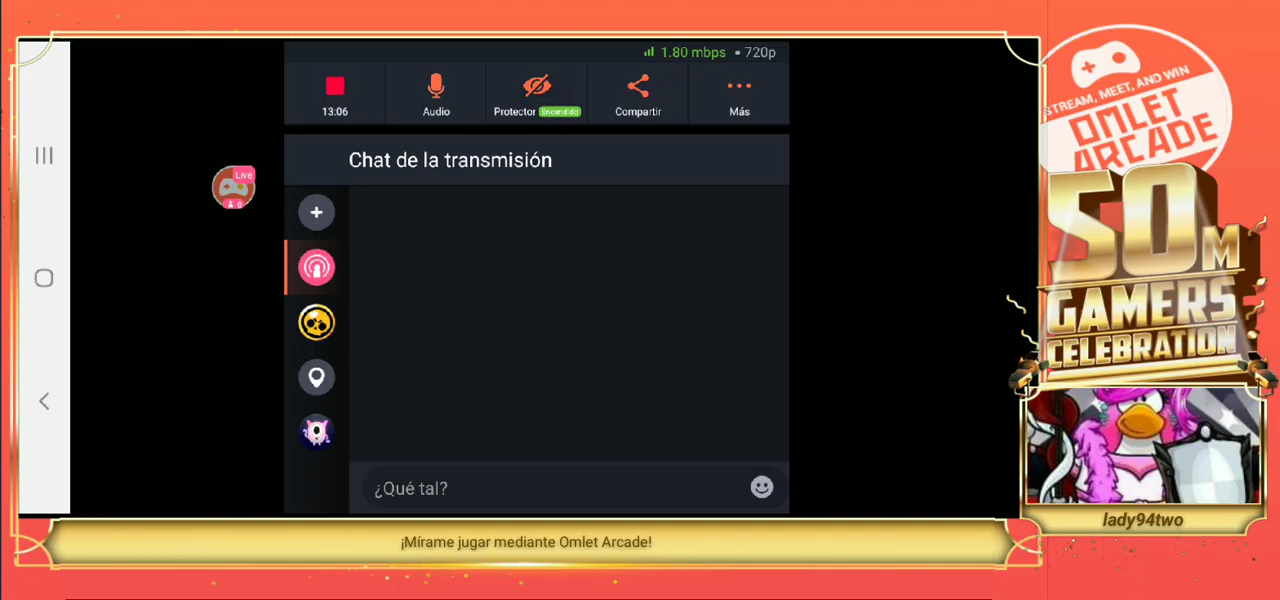 1.80 mbps • 720p
13:06
Audio
Protector Encendido
Compartir
Más
Chat de la transmisión
Live
0
¿Qué tal?
STREAM, MEET, AND WIN
OMLET
ARCADE
50M
GAMERS
CELEBRATION
lady94two
¡Mírame jugar mediante Omlet Arcade!